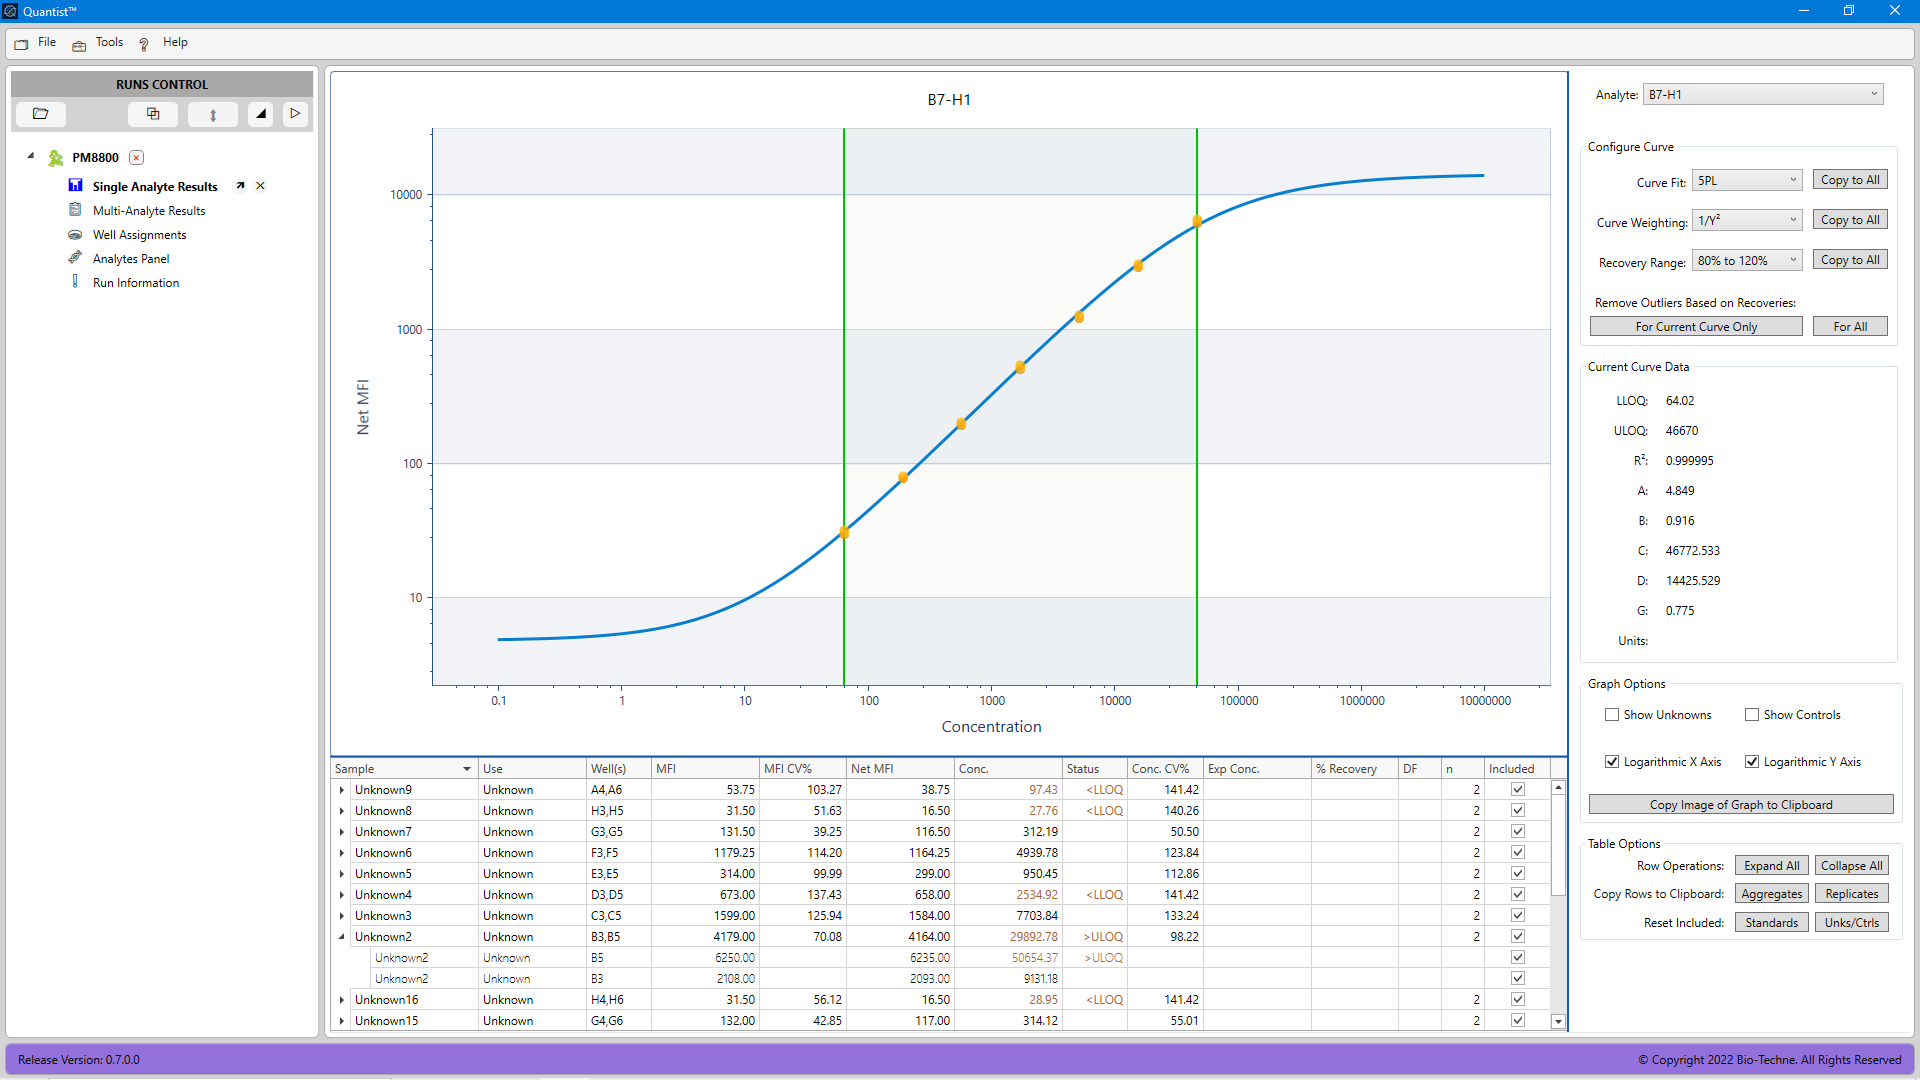 Quantist™
File Tools ? Help
RUNS CONTROL
PM8800
Single Analyte Results
Multi-Analyte Results
Well Assignments
Analytes Panel
Run Information
B7-H1
10000
1000
100
10
Net MFI
0.1 1 10 100 1000 10000 100000 1000000 10000000
Concentration
Sample Use Well(s) MFI MFI CV% Net MFI Conc. Status Conc. CV% Exp Conc. % Recovery DF n Included
Unknown9 Unknown A4,A6 53.75 103.27 38.75 97.43 <LLOQ 141.42 2
Unknown8 Unknown H3,H5 31.50 51.63 16.50 27.76 <LLOQ 140.26 2
Unknown7 Unknown G3,G5 131.50 39.25 116.50 312.19 50.50 2
Unknown6 Unknown F3,F5 1179.25 114.20 1164.25 4939.78 123.84 2
Unknown5 Unknown E3,E5 314.00 99.99 299.00 950.45 112.86 2
Unknown4 Unknown D3,D5 673.00 137.43 658.00 2534.92 <LLOQ 141.42 2
Unknown3 Unknown C3,C5 1599.00 125.94 1584.00 7703.84 133.24 2
Unknown2 Unknown B3,B5 4179.00 70.08 4164.00 29892.78 >ULOQ 98.22 2
Unknown2 Unknown B5 6250.00 6235.00 50654.37 >ULOQ
Unknown2 Unknown B3 2108.00 2093.00 9131.18
Unknown16 Unknown H4,H6 31.50 56.12 16.50 28.95 <LLOQ 141.42 2
Unknown15 Unknown G4,G6 132.00 42.85 117.00 314.12 55.01 2
Analyte: B7-H1
Configure Curve
Curve Fit: 5PL Copy to All
Curve Weighting: 1/Y² Copy to All
Recovery Range: 80% to 120% Copy to All
Remove Outliers Based on Recoveries:
For Current Curve Only For All
Current Curve Data
LLOQ: 64.02
ULOQ: 46670
R²: 0.999995
A: 4.849
B: 0.916
C: 46772.533
D: 14425.529
G: 0.775
Units:
Graph Options
Show Unknowns Show Controls
Logarithmic X Axis Logarithmic Y Axis
Copy Image of Graph to Clipboard
Table Options
Row Operations: Expand All Collapse All
Copy Rows to Clipboard: Aggregates Replicates
Reset Included: Standards Unks/Ctrls
Release Version: 0.7.0.0
© Copyright 2022 Bio-Techne. All Rights Reserved